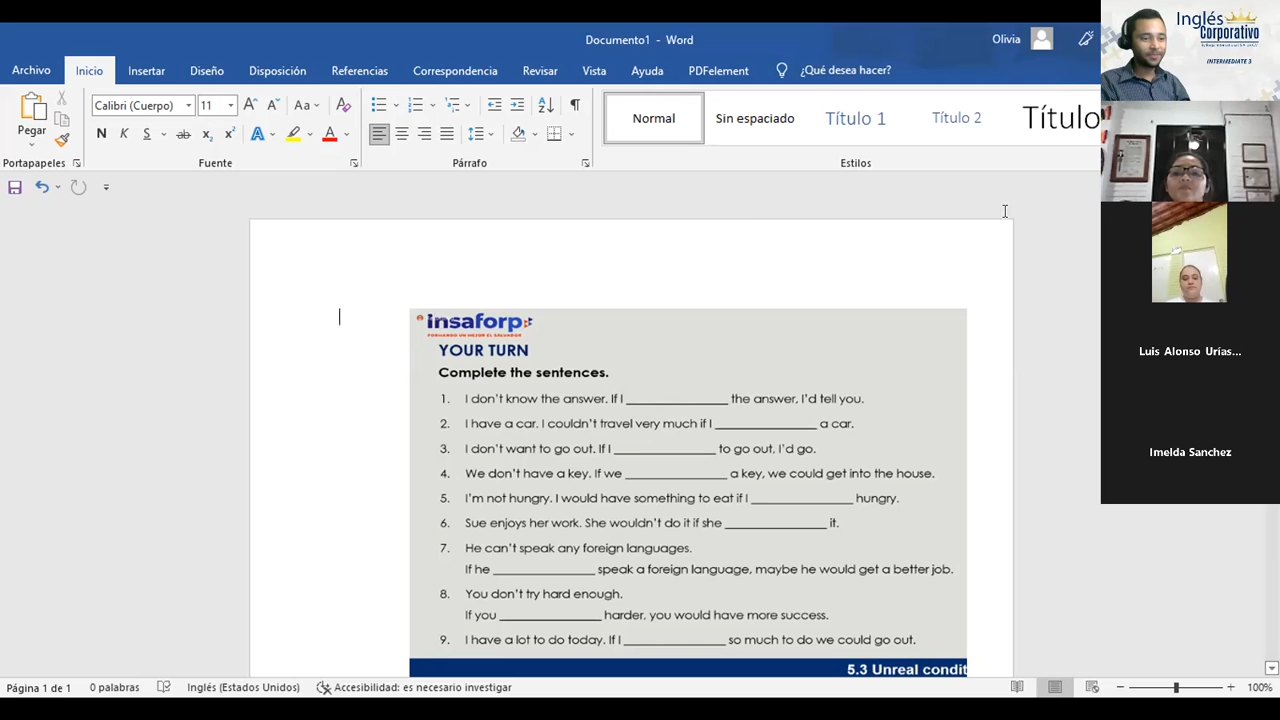 Documento1 - Word
Olivia
Archivo
Inicio
Insertar
Diseño
Disposición
Referencias
Correspondencia
Revisar
Vista
Ayuda
PDFelement
¿Qué desea hacer?
Pegar
Calibri (Cuerpo)
11
Aa
N K S ab x₂ x²
Normal
Sin espaciado
Título 1
Título 2
Título
Portapapeles
Fuente
Párrafo
Estilos
insaforp
FORMANDO UN MEJOR EL SALVADOR
YOUR TURN
Complete the sentences.
1. I don't know the answer. If I ______________ the answer, I'd tell you.
2. I have a car. I couldn't travel very much if I ______________ a car.
3. I don't want to go out. If I ______________ to go out, I'd go.
4. We don't have a key. If we ______________ a key, we could get into the house.
5. I'm not hungry. I would have something to eat if I ______________ hungry.
6. Sue enjoys her work. She wouldn't do it if she ______________ it.
7. He can't speak any foreign languages.
If he ______________ speak a foreign language, maybe he would get a better job.
8. You don't try hard enough.
If you ______________ harder, you would have more success.
9. I have a lot to do today. If I ______________ so much to do we could go out.
5.3 Unreal condit
Página 1 de 1
0 palabras
Inglés (Estados Unidos)
Accesibilidad: es necesario investigar
100%
Inglés
Corporativo
INTERMEDIATE 3
Luis Alonso Urías...
Imelda Sanchez